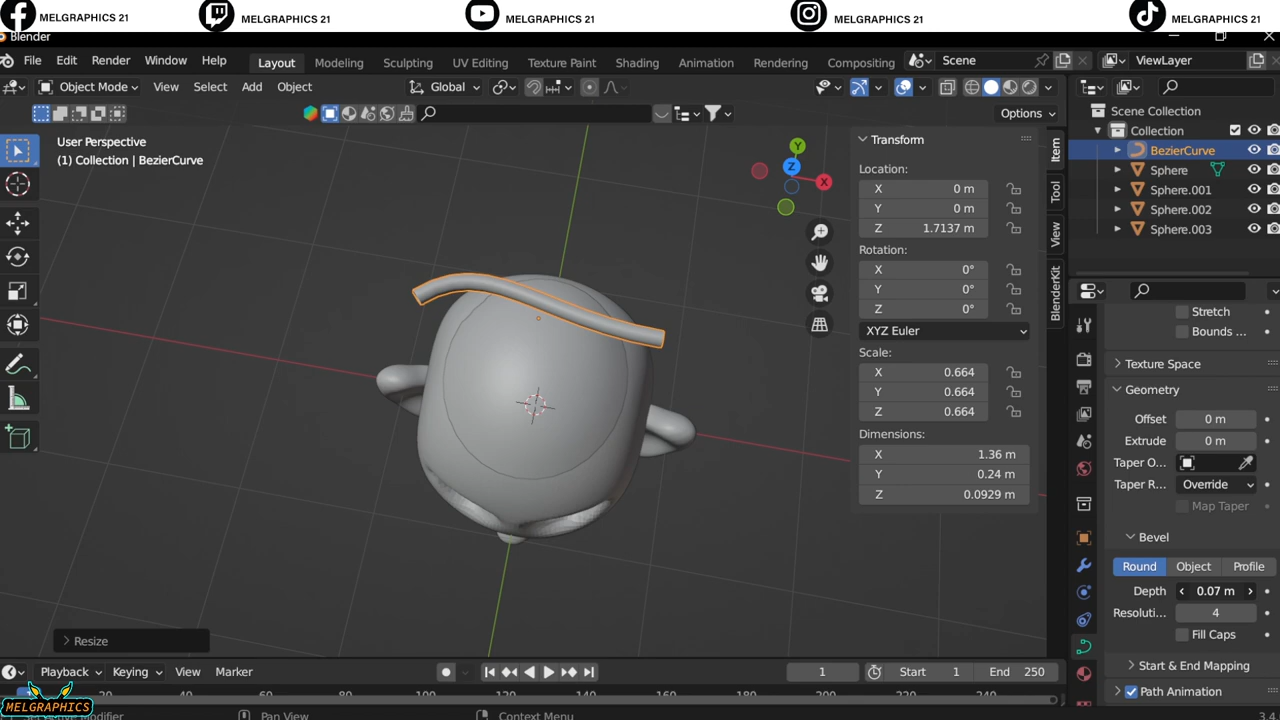 MELGRAPHICS 21 MELGRAPHICS 21 MELGRAPHICS 21 MELGRAPHICS 21 MELGRAPHICS 21
Blender
File Edit Render Window Help Layout Modeling Sculpting UV Editing Texture Paint Shading Animation Rendering Compositing Scene ViewLayer
Object Mode View Select Add Object Global
Options
User Perspective
(1) Collection | BezierCurve
Y
Z
X
Transform
Location:
X 0 m
Y 0 m
Z 1.7137 m
Rotation:
X 0°
Y 0°
Z 0°
XYZ Euler
Scale:
X 0.664
Y 0.664
Z 0.664
Dimensions:
X 1.36 m
Y 0.24 m
Z 0.0929 m
Item
Tool
View
BlenderKit
Scene Collection
Collection
BezierCurve
Sphere
Sphere.001
Sphere.002
Sphere.003
Stretch
Bounds ...
Texture Space
Geometry
Offset 0 m
Extrude 0 m
Taper O...
Taper R... Override
Map Taper
Bevel
Round Object Profile
Depth 0.07 m
Resoluti... 4
Fill Caps
Start & End Mapping
Path Animation
Resize
Playback Keying View Marker 1 Start 1 End 250
20 40 60 80 100 120 140 160 180 200 220 240
MELGRAPHICS
Pan View Context Menu 3.4